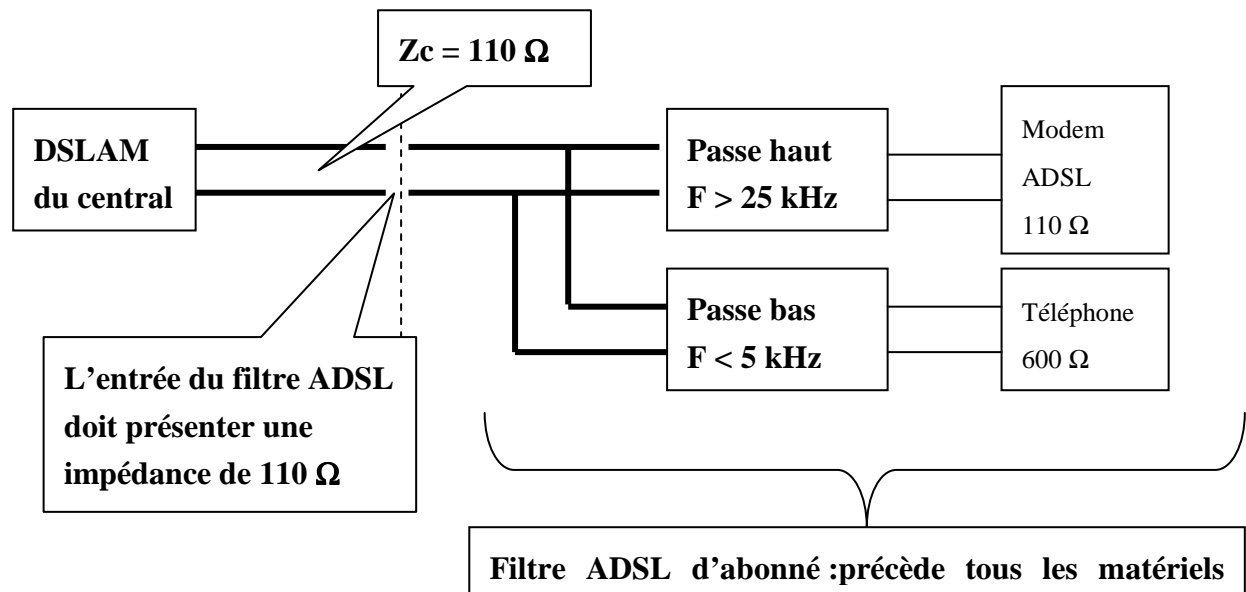 Zc = 110 Ω
DSLAM
du central
Passe haut
F > 25 kHz
Modem
ADSL
110 Ω
Passe bas
F < 5 kHz
Téléphone
600 Ω
L'entrée du filtre ADSL
doit présenter une
impédance de 110 Ω
Filtre ADSL d'abonné :précède tous les matériels